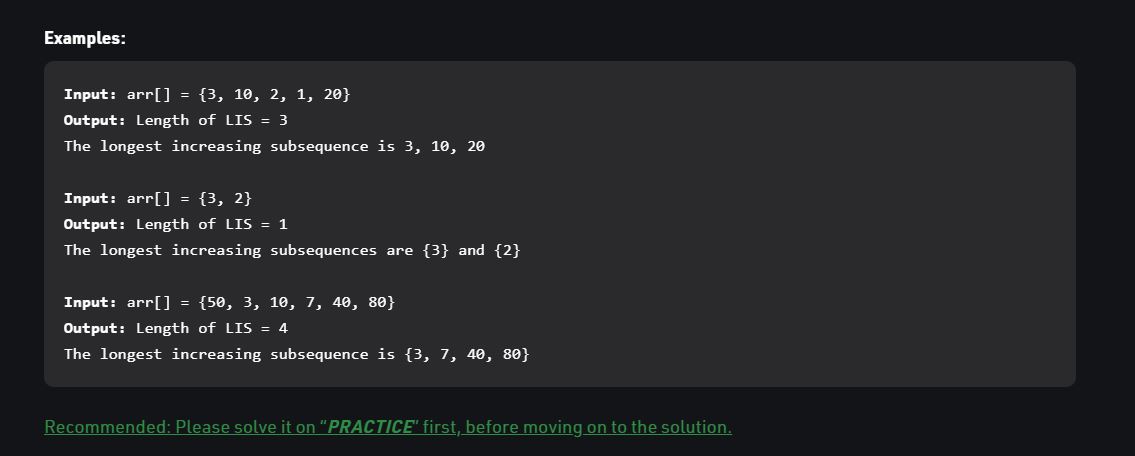 Examples:
Input: arr[] = {3, 10, 2, 1, 20}
Output: Length of LIS = 3
The longest increasing subsequence is 3, 10, 20
Input: arr[] = {3, 2}
Output: Length of LIS = 1
The longest increasing subsequences are {3} and {2}
Input: arr[] = {50, 3, 10, 7, 40, 80}
Output: Length of LIS = 4
The longest increasing subsequence is {3, 7, 40, 80}
Recommended: Please solve it on “PRACTICE” first, before moving on to the solution.